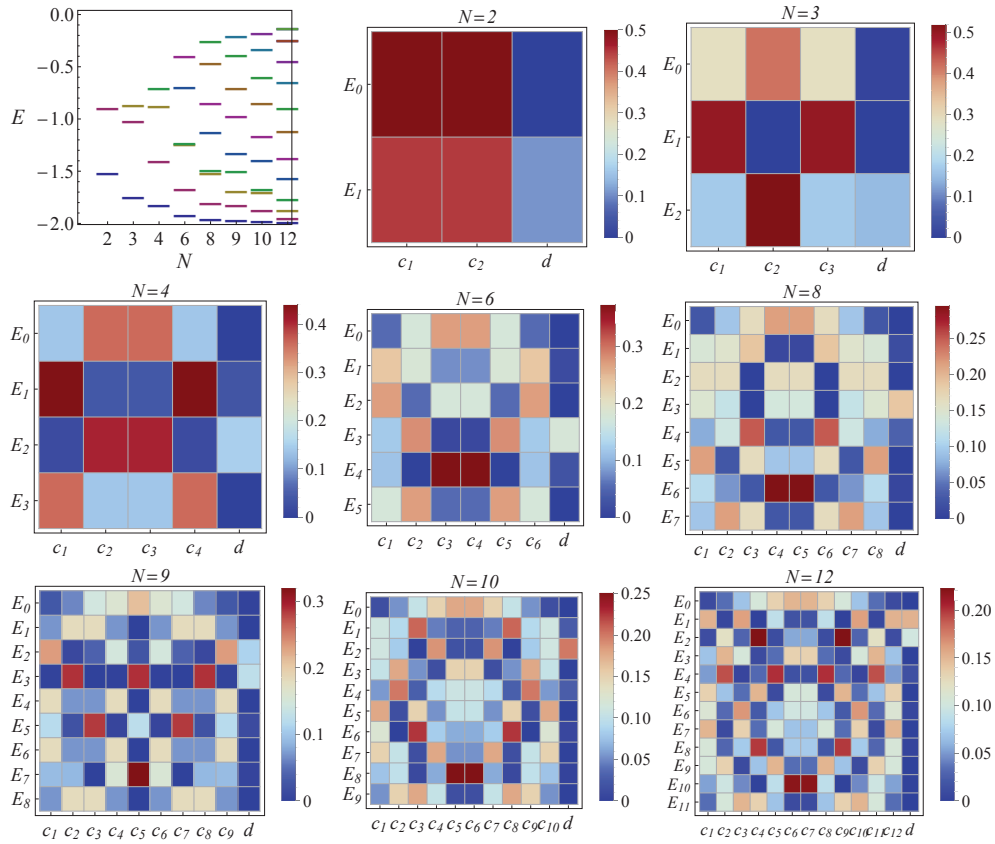 0.0
−0.5
E −1.0
−1.5
−2.0
2 3 4 6 8 9 10 12
N
N=2
E0
E1
c1 c2 d
0.5
0.4
0.3
0.2
0.1
0
N=3
E0
E1
E2
c1 c2 c3 d
0.5
0.4
0.3
0.2
0.1
0
N=4
E0
E1
E2
E3
c1 c2 c3 c4 d
0.4
0.3
0.2
0.1
0
N=6
E0
E1
E2
E3
E4
E5
c1 c2 c3 c4 c5 c6 d
0.3
0.2
0.1
0
N=8
E0
E1
E2
E3
E4
E5
E6
E7
c1 c2 c3 c4 c5 c6 c7 c8 d
0.25
0.20
0.15
0.10
0.05
0.00
N=9
E0
E1
E2
E3
E4
E5
E6
E7
E8
c1 c2 c3 c4 c5 c6 c7 c8 c9 d
0.3
0.2
0.1
0
N=10
E0
E1
E2
E3
E4
E5
E6
E7
E8
E9
c1 c2 c3 c4 c5 c6 c7 c8 c9 c10 d
0.25
0.20
0.15
0.10
0.05
0.00
N=12
E0
E1
E2
E3
E4
E5
E6
E7
E8
E9
E10
E11
c1 c2 c3 c4 c5 c6 c7 c8 c9 c10 c11 c12 d
0.20
0.15
0.10
0.05
0.00